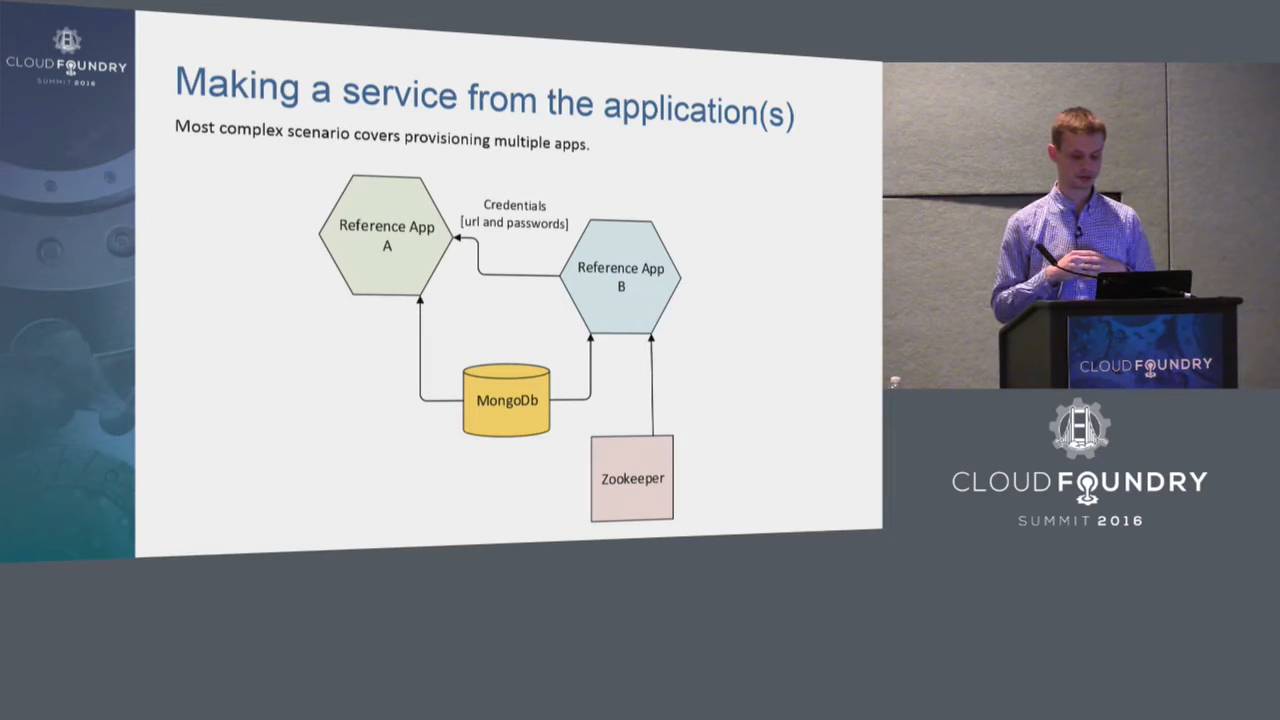 CLOUD FOUNDRY
SUMMIT 2016
Making a service from the application(s)
Most complex scenario covers provisioning multiple apps.
Reference App
A
Credentials
[url and passwords]
Reference App
B
MongoDb
Zookeeper
CLOUD FOUNDRY
CLOUD FOUNDRY
SUMMIT 2016